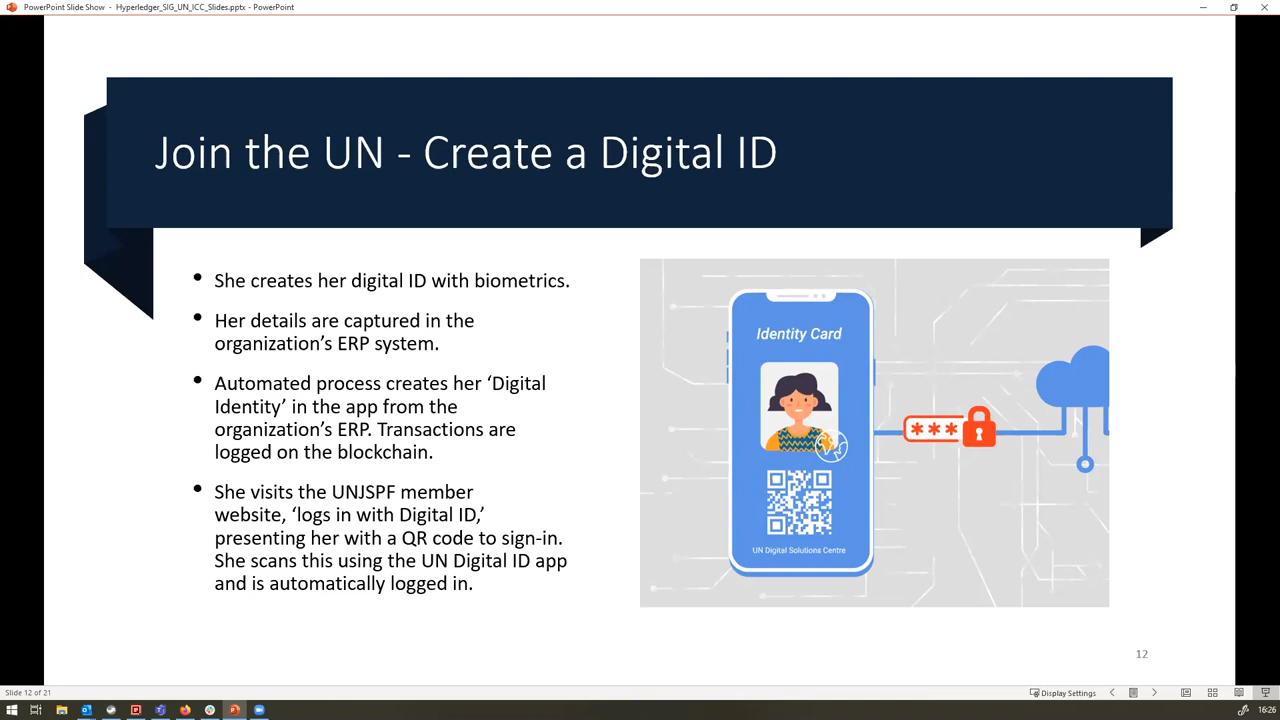 PowerPoint Slide Show - Hyperledger_SIG_UN_ICC_Slides.pptx - PowerPoint
Join the UN - Create a Digital ID
• She creates her digital ID with biometrics.
• Her details are captured in the
organization’s ERP system.
• Automated process creates her ‘Digital
Identity’ in the app from the
organization’s ERP. Transactions are
logged on the blockchain.
• She visits the UNJSPF member
website, ‘logs in with Digital ID,’
presenting her with a QR code to sign-in.
She scans this using the UN Digital ID app
and is automatically logged in.
Identity Card
***
UN Digital Solutions Centre
12
Slide 12 of 21
Display Settings
16:26